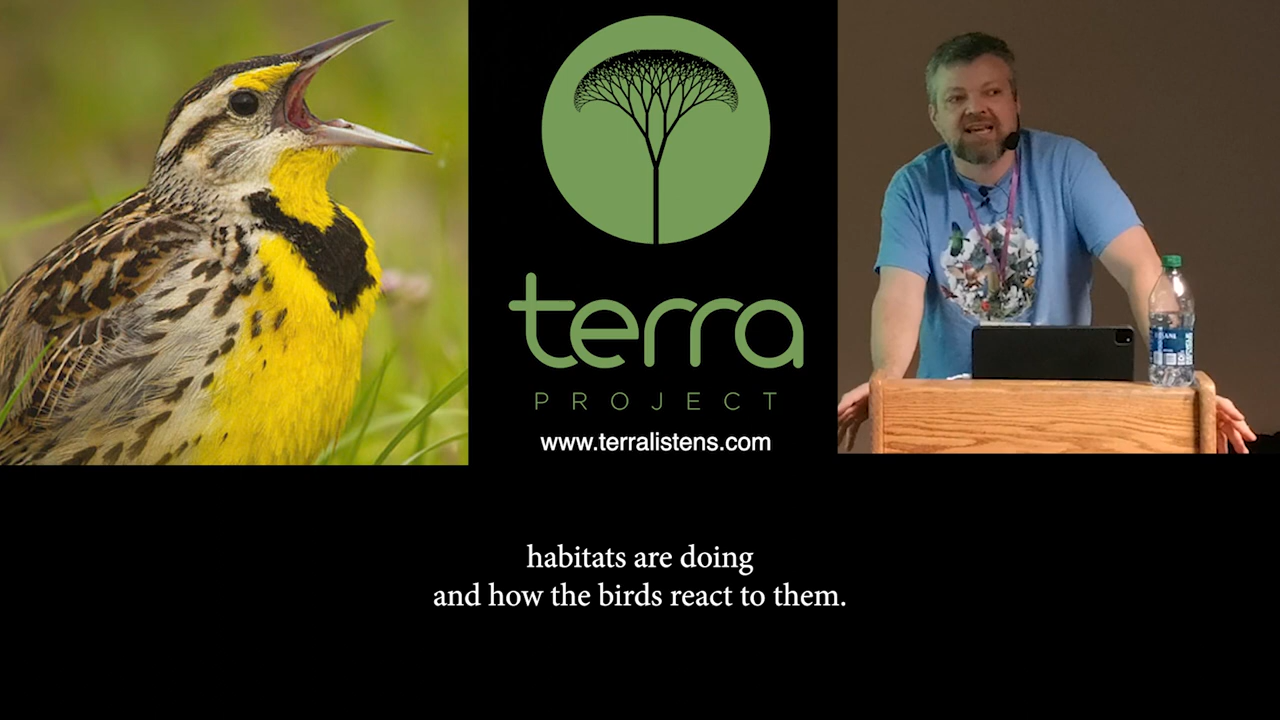 terra
PROJECT
www.terralistens.com
habitats are doing
and how the birds react to them.